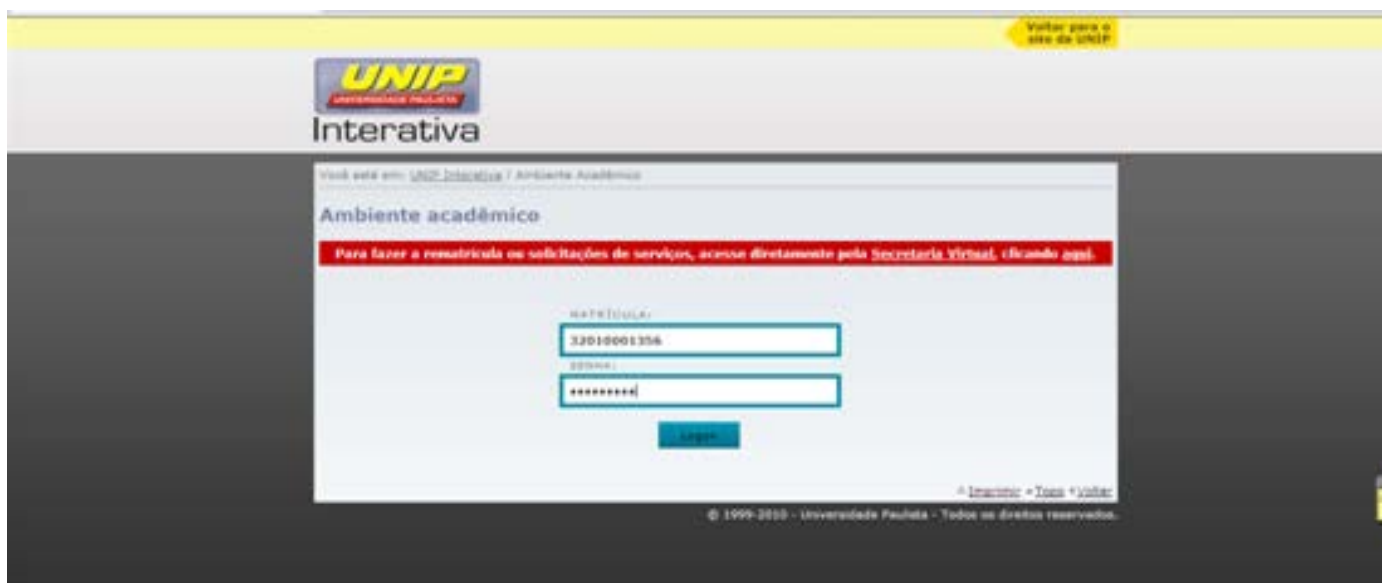 Voltar para o
site da UNIP
UNIP
UNIVERSIDADE PAULISTA
Interativa
Você está em: UNIP Interativa / Ambiente Acadêmico
Ambiente acadêmico
Para fazer a rematrícula ou solicitações de serviços, acesse diretamente pela Secretaria Virtual, clicando aqui.
MATRÍCULA:
32010001356
SENHA:
•••••••••
Logon
^ Imprimir • Topo • Voltar
© 1999-2010 - Universidade Paulista - Todos os direitos reservados.